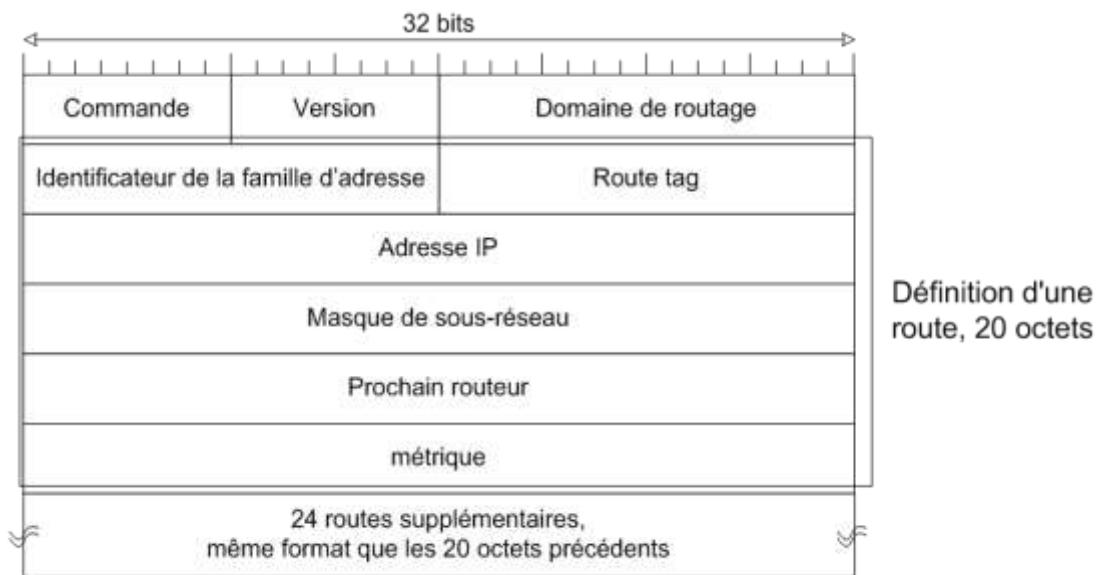 32 bits
Commande
Version
Domaine de routage
Identificateur de la famille d'adresse
Route tag
Adresse IP
Masque de sous-réseau
Prochain routeur
métrique
Définition d'une
route, 20 octets
24 routes supplémentaires,
même format que les 20 octets précédents